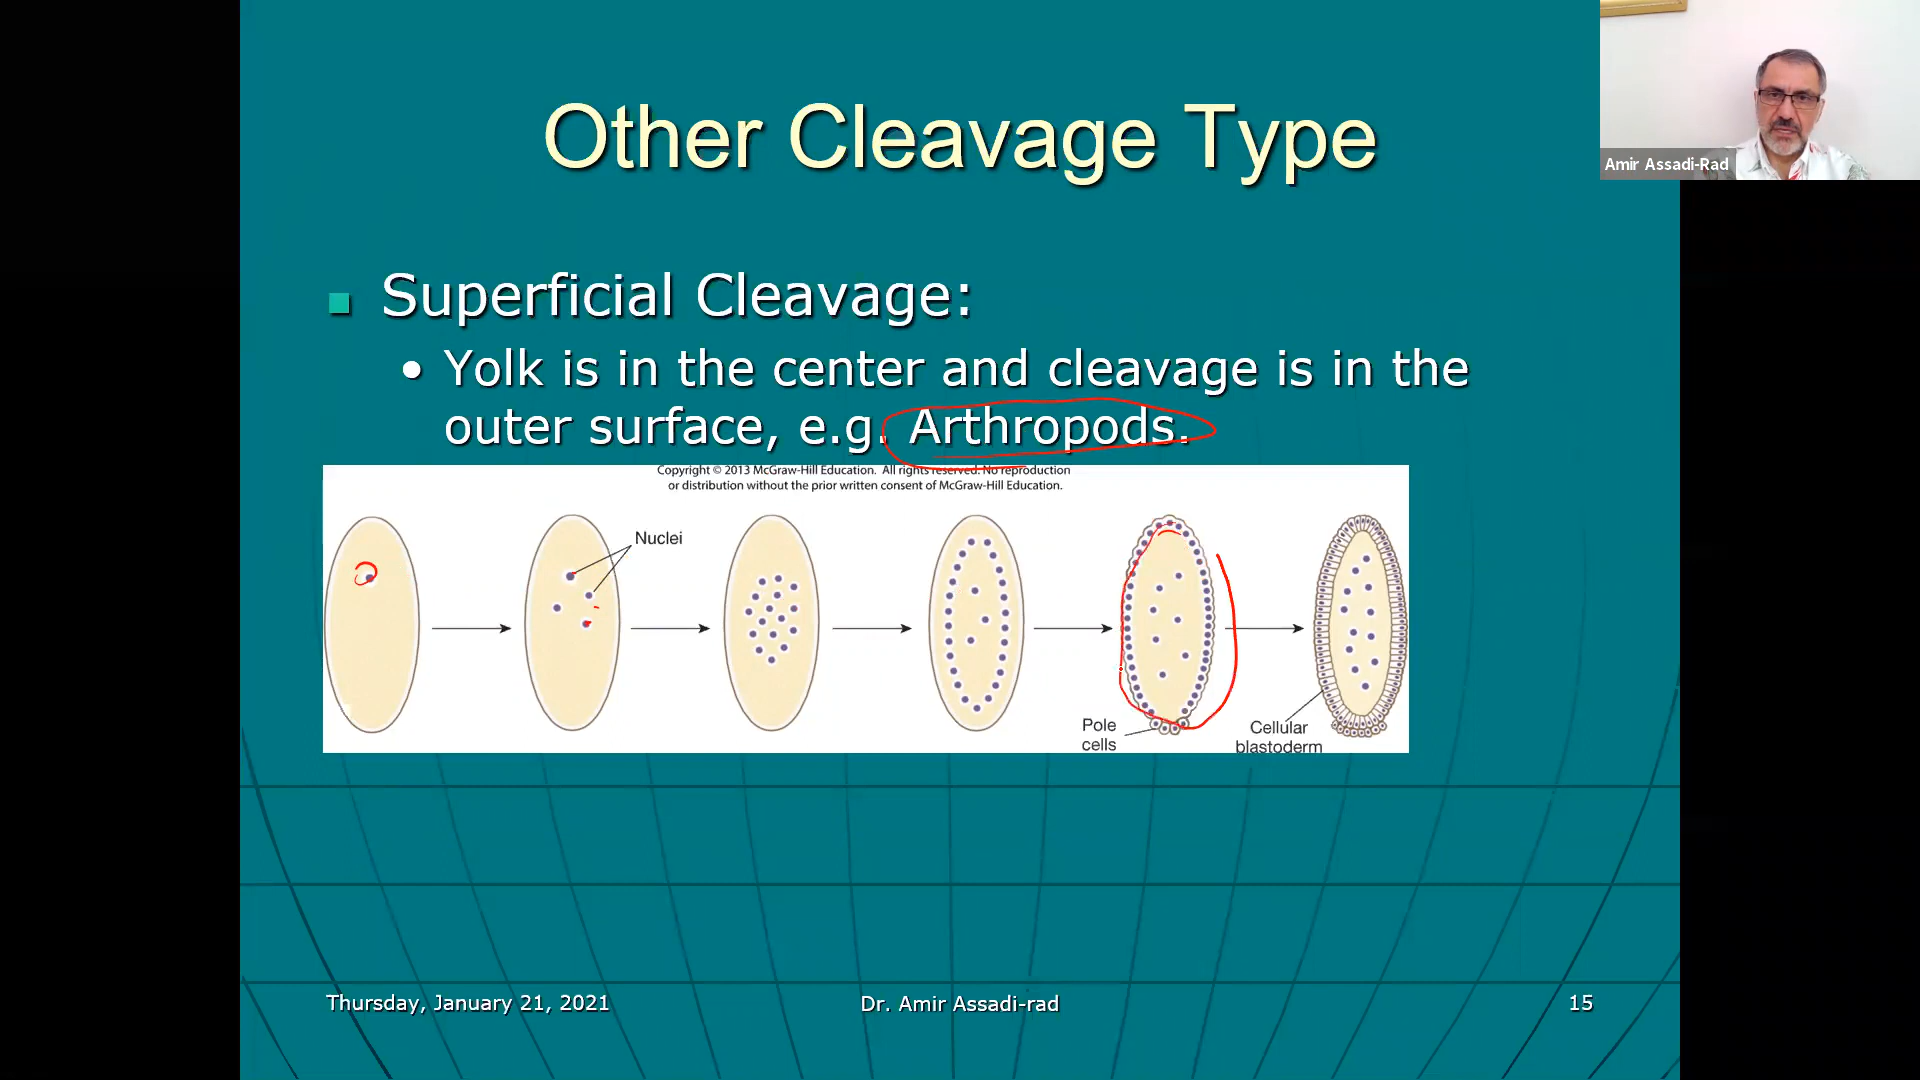 Other Cleavage Type
Amir Assadi-Rad
Superficial Cleavage:
Yolk is in the center and cleavage is in the
outer surface, e.g. Arthropods.
Copyright © 2013 McGraw-Hill Education. All rights reserved. No reproduction
or distribution without the prior written consent of McGraw-Hill Education.
Nuclei
Pole
cells
Cellular
blastoderm
Thursday, January 21, 2021
Dr. Amir Assadi-rad
15